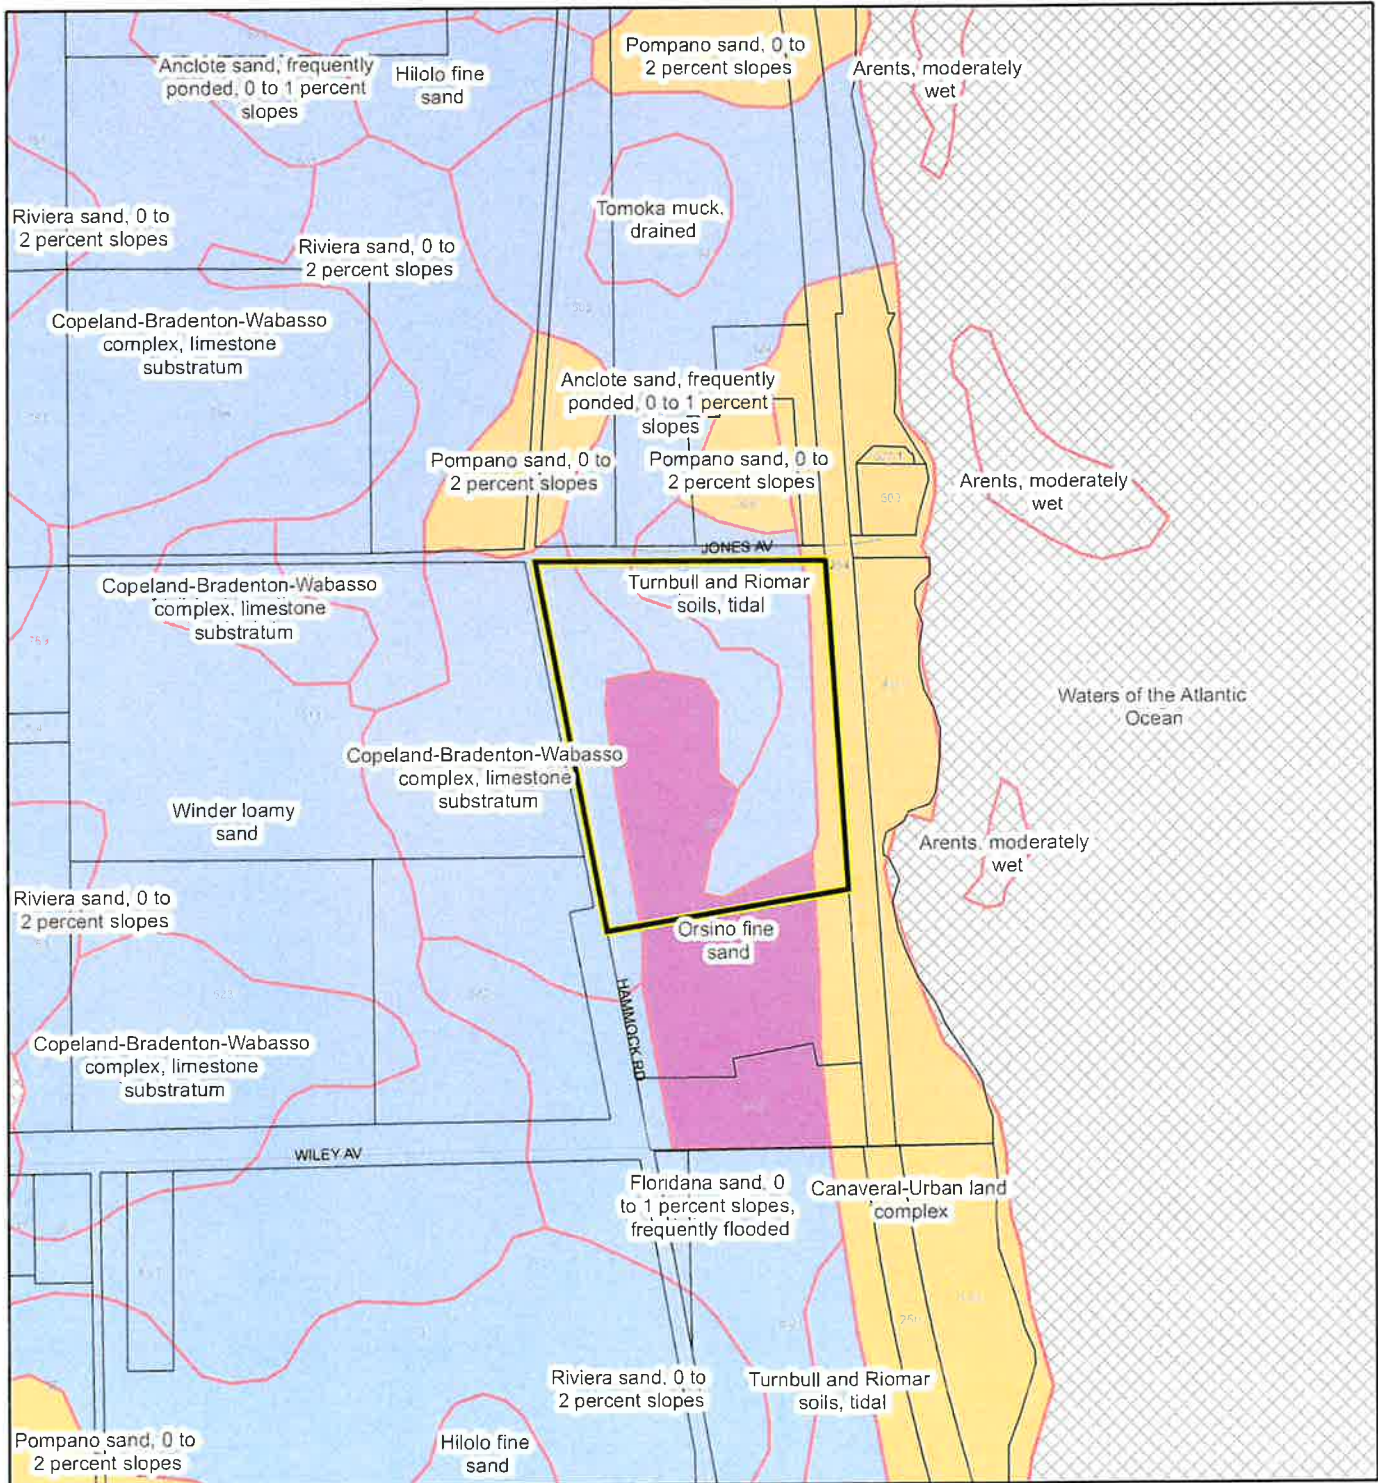 Pompano sand, 0 to
2 percent slopes
Anclote sand, frequently
ponded, 0 to 1 percent
slopes
Hilolo fine
sand
Arents, moderately
wet
Riviera sand, 0 to
2 percent slopes
Tomoka muck,
drained
Riviera sand, 0 to
2 percent slopes
Copeland-Bradenton-Wabasso
complex, limestone
substratum
Anclote sand, frequently
ponded, 0 to 1 percent
slopes
Pompano sand, 0 to
2 percent slopes
Pompano sand, 0 to
2 percent slopes
Arents, moderately
wet
JONES AV
Copeland-Bradenton-Wabasso
complex, limestone
substratum
Turnbull and Riomar
soils, tidal
Waters of the Atlantic
Ocean
Copeland-Bradenton-Wabasso
complex, limestone
substratum
Winder loamy
sand
Arents, moderately
wet
Riviera sand, 0 to
2 percent slopes
Orsino fine
sand
HAMMOCK RD
Copeland-Bradenton-Wabasso
complex, limestone
substratum
WILEY AV
Floridana sand, 0
to 1 percent slopes,
frequently flooded
Canaveral-Urban land
complex
Riviera sand, 0 to
2 percent slopes
Turnbull and Riomar
soils, tidal
Pompano sand, 0 to
2 percent slopes
Hilolo fine
sand